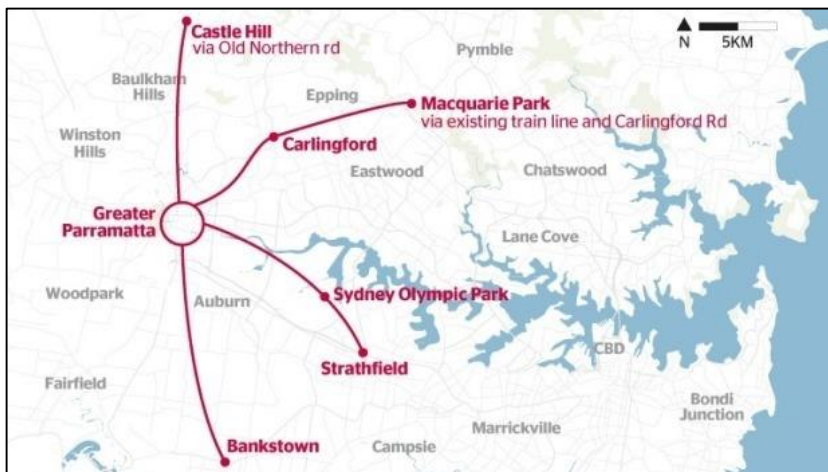 Castle Hill
via Old Northern rd
N
5KM
Pymble
Baulkham
Hills
Epping
Macquarie Park
via existing train line and Carlingford Rd
Winston
Hills
Carlingford
Eastwood
Chatswood
Greater
Parramatta
Lane Cove
Woodpark
Auburn
Sydney Olympic Park
CBD
Strathfield
Fairfield
Bondi
Junction
Marrickville
Bankstown
Campsie